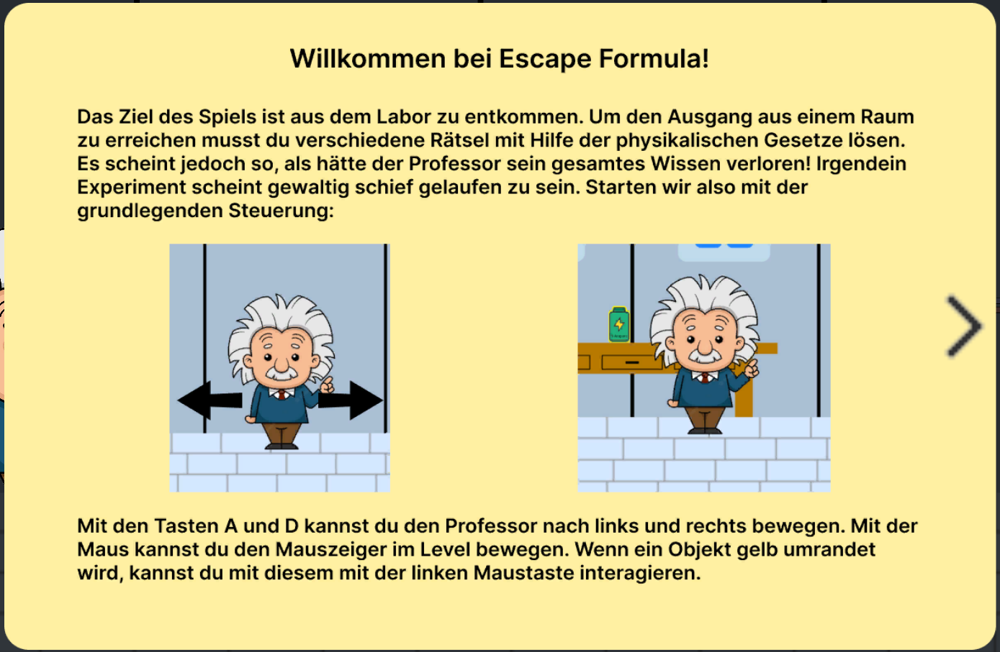 Willkommen bei Escape Formula!
Das Ziel des Spiels ist aus dem Labor zu entkommen. Um den Ausgang aus einem Raum
zu erreichen musst du verschiedene Rätsel mit Hilfe der physikalischen Gesetze lösen.
Es scheint jedoch so, als hätte der Professor sein gesamtes Wissen verloren! Irgendein
Experiment scheint gewaltig schief gelaufen zu sein. Starten wir also mit der
grundlegenden Steuerung:
Mit den Tasten A und D kannst du den Professor nach links und rechts bewegen. Mit der
Maus kannst du den Mauszeiger im Level bewegen. Wenn ein Objekt gelb umrandet
wird, kannst du mit diesem mit der linken Maustaste interagieren.